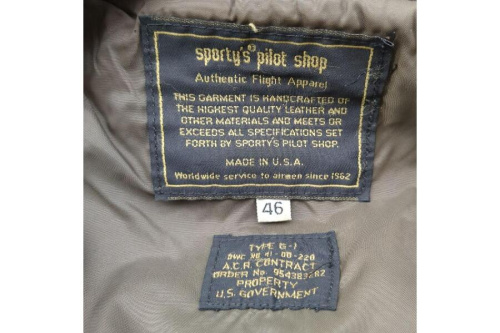 sporty's® pilot shop
Authentic Flight Apparel
THIS GARMENT IS HANDCRAFTED OF
THE HIGHEST QUALITY LEATHER AND
OTHER MATERIALS AND MEETS OR
EXCEEDS ALL SPECIFICATIONS SET
FORTH BY SPORTY'S PILOT SHOP.
MADE IN U.S.A.
Worldwide service to airmen since 1962
46
TYPE G-1
A.C.R. CONTRACT
ORDER No. 954383282
PROPERTY
U.S. GOVERNMENT